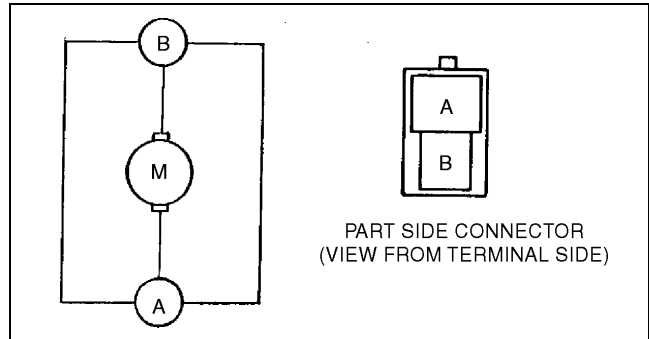 B
M
A
A
B
PART SIDE CONNECTOR
(VIEW FROM TERMINAL SIDE)